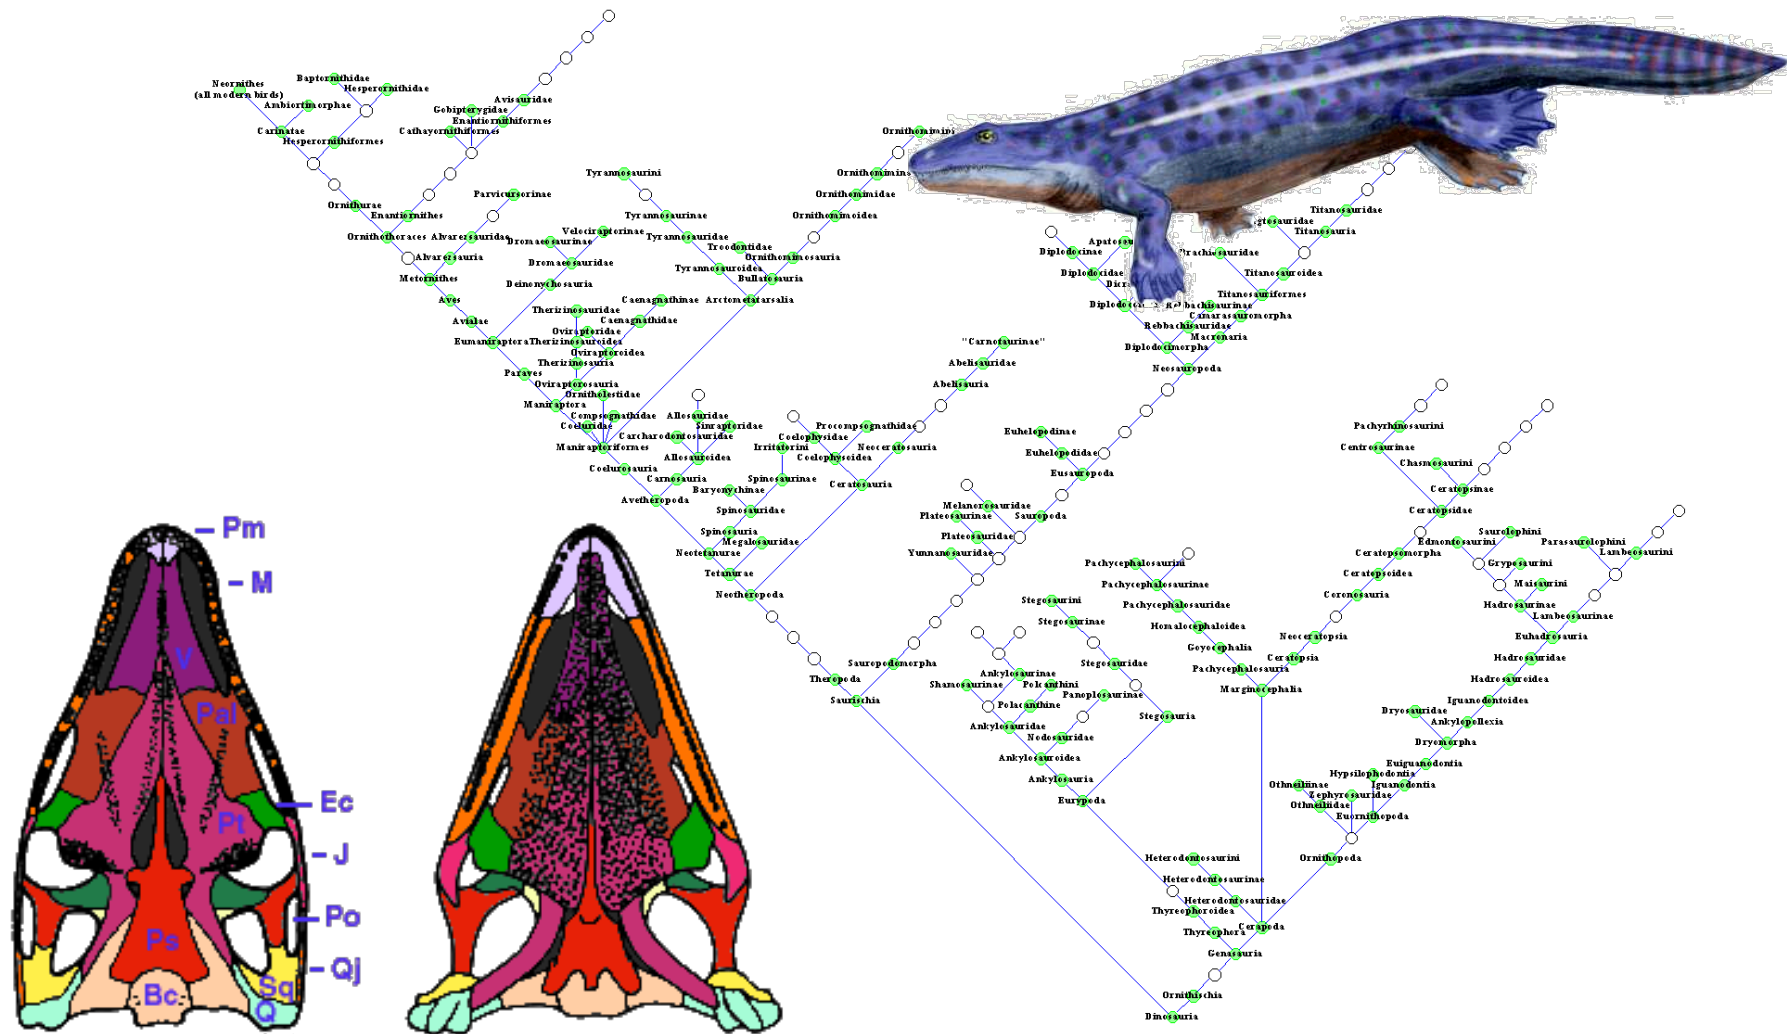 Neornithes
(all modern birds)
Baptornithidae
Hesperornithidae
Ambiortimorphae
Carinatae
Hesperornithiformes
Gobipterygidae
Avisauridae
Enantiornithiformes
Cathayornithiformes
Ornithurae
Enantiornithes
Parvicursorinae
Ornithothoraces
Alvarezsauridae
Alvarezsauria
Metornithes
Aves
Avialae
Eumaniraptora
Paraves
Maniraptora
Dromaeosaurinae
Velociraptorinae
Dromaeosauridae
Deinonychosauria
Therizinosauridae
Caenagnathinae
Caenagnathidae
Oviraptoridae
Therizinosauroidea
Oviraptoroidea
Therizinosauria
Oviraptorosauria
Ornitholestidae
Compsognathidae
Coeluridae
Maniraptoriformes
Tyrannosaurini
Tyrannosaurinae
Tyrannosauridae
Tyrannosauroidea
Troodontidae
Ornithomimosauria
Bullatosauria
Arctometatarsalia
Ornithomimoidea
Ornithomimidae
Coelurosauria
Avetheropoda
Allosauridae
Sinraptoridae
Carcharodontosauridae
Allosauroidea
Carnosauria
Irritatorini
Spinosaurinae
Baryonychinae
Spinosauridae
Spinosauria
Megalosauridae
Neotetanurae
Tetanurae
Neotheropoda
Procompsognathidae
Coelophysidae
Coelophysoidea
Neoceratosauria
Ceratosauria
"Carnotaurinae"
Abelisauridae
Abelisauria
Theropoda
Saurischia
Sauropodomorpha
Yunnanosauridae
Plateosauridae
Plateosaurinae
Melanorosauridae
Sauropoda
Eusauropoda
Euhelopodidae
Euhelopodinae
Neosauropoda
Diplodocimorpha
Rebbachisauridae
Diplodocidae
Diplodocinae
Macronaria
Camarasauromorpha
Titanosauriformes
Titanosauroidea
Titanosauria
Titanosauridae
Pachycephalosaurini
Pachycephalosaurinae
Pachycephalosauridae
Homalocephaloidea
Goyocephalia
Pachycephalosauria
Marginocephalia
Stegosaurini
Stegosaurinae
Stegosauridae
Stegosauria
Ankylosaurinae
Shamosaurinae
Polcanthini
Polacanthine
Panoplosaurinae
Ankylosauridae
Nodosauridae
Ankylosauroidea
Ankylosauria
Eurypoda
Pachyrhinosaurini
Centrosaurinae
Chasmosaurini
Ceratopsinae
Ceratopsidae
Ceratopsomorpha
Ceratopsoidea
Coronosauria
Neoceratopsia
Ceratopsia
Saurolophini
Edmontosaurini
Gryposaurini
Maisaurini
Hadrosaurinae
Parasaurolophini
Lambeosaurini
Lambeosaurinae
Euhadrosauria
Hadrosauridae
Hadrosauroidea
Iguanodontoidea
Ankylopollexia
Dryosauridae
Dryomorpha
Euiguanodontia
Hypsilophodontia
Iguanodontia
Othneliinae
Zephyrosauridae
Othneliidae
Euornithopoda
Ornithopoda
Heterodontosaurini
Heterodontosaurinae
Heterodontosauridae
Thyreophoroidea
Cerapoda
Thyreophora
Genasauria
Ornithischia
Dinosauria
Pm
M
V
Pal
Ec
Pt
J
Po
Ps
Qj
Sq
Bc
Q